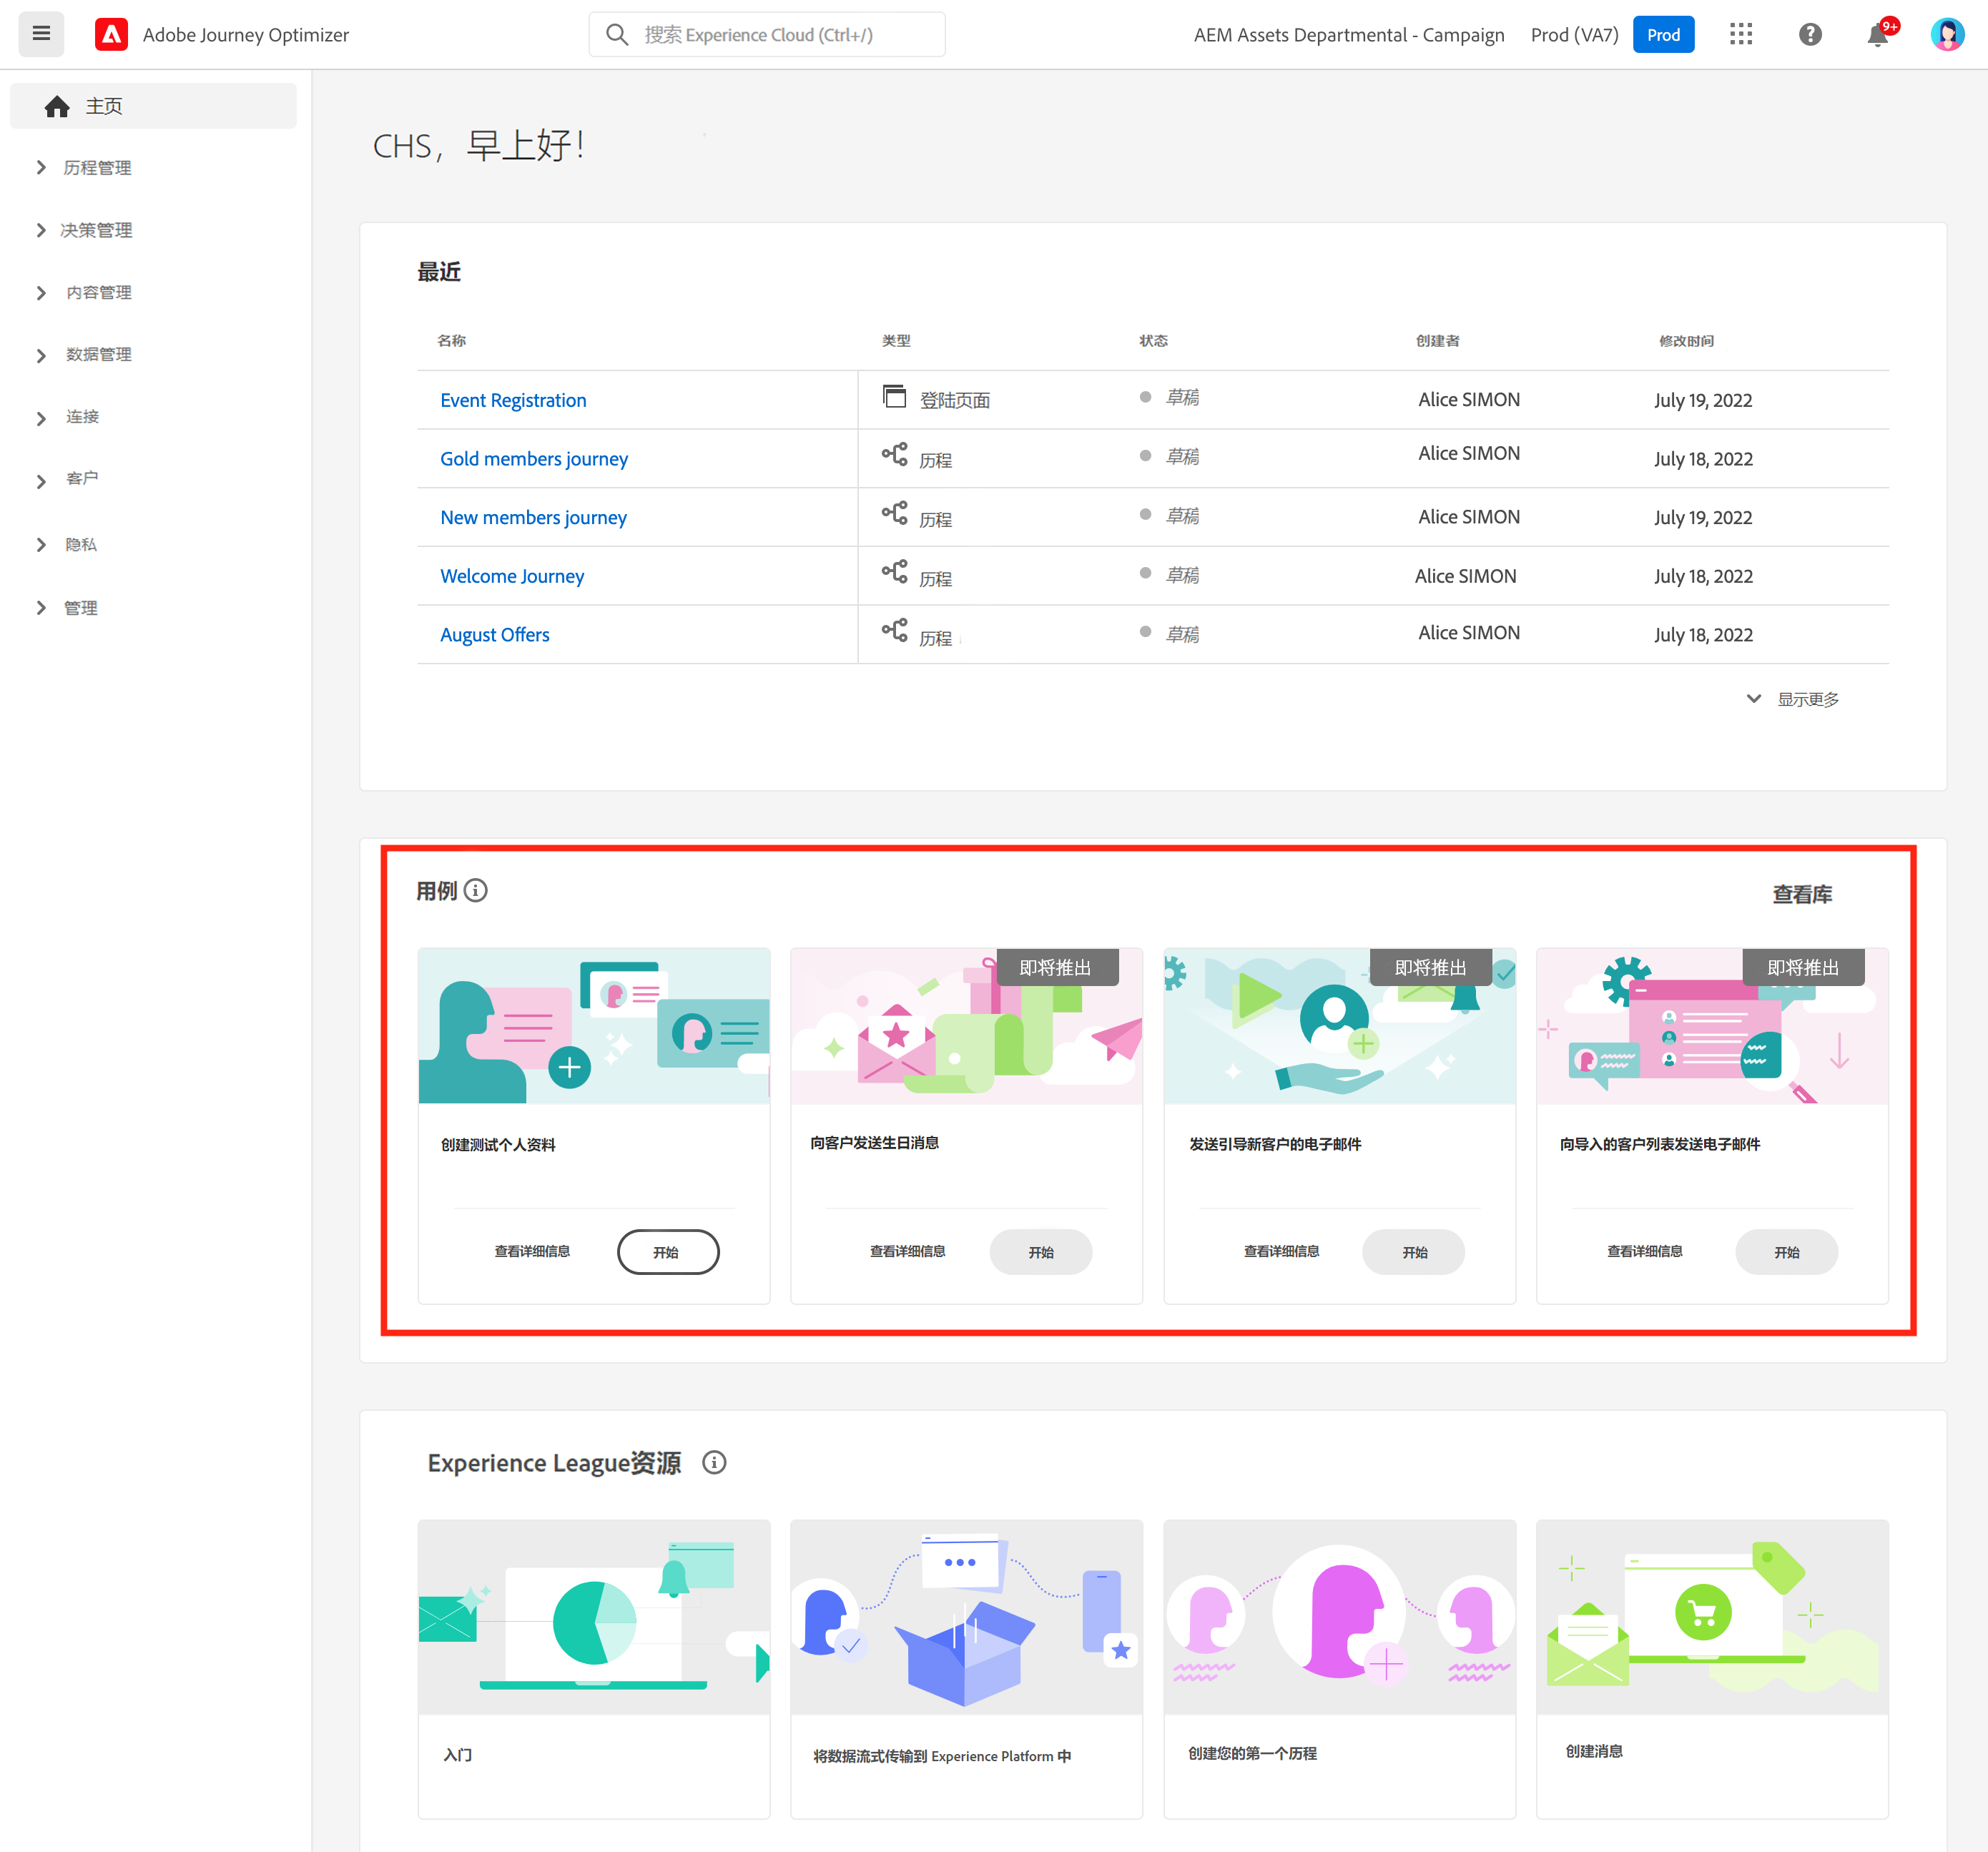 Adobe Journey Optimizer
搜索 Experience Cloud (Ctrl+/)
AEM Assets Departmental - Campaign
Prod (VA7)
Prod
9+
主页
历程管理
决策管理
内容管理
数据管理
连接
客户
隐私
管理
CHS，早上好！
最近
名称 类型 状态 创建者 修改时间
Event Registration 登陆页面 草稿 Alice SIMON July 19, 2022
Gold members journey 历程 草稿 Alice SIMON July 18, 2022
New members journey 历程 草稿 Alice SIMON July 19, 2022
Welcome Journey 历程 草稿 Alice SIMON July 18, 2022
August Offers 历程 草稿 Alice SIMON July 18, 2022
显示更多
用例
查看库
创建测试个人资料
查看详细信息 开始
即将推出
向客户发送生日消息
查看详细信息 开始
即将推出
发送引导新客户的电子邮件
查看详细信息 开始
即将推出
向导入的客户列表发送电子邮件
查看详细信息 开始
Experience League资源
入门
将数据流式传输到 Experience Platform 中
创建您的第一个历程
创建消息